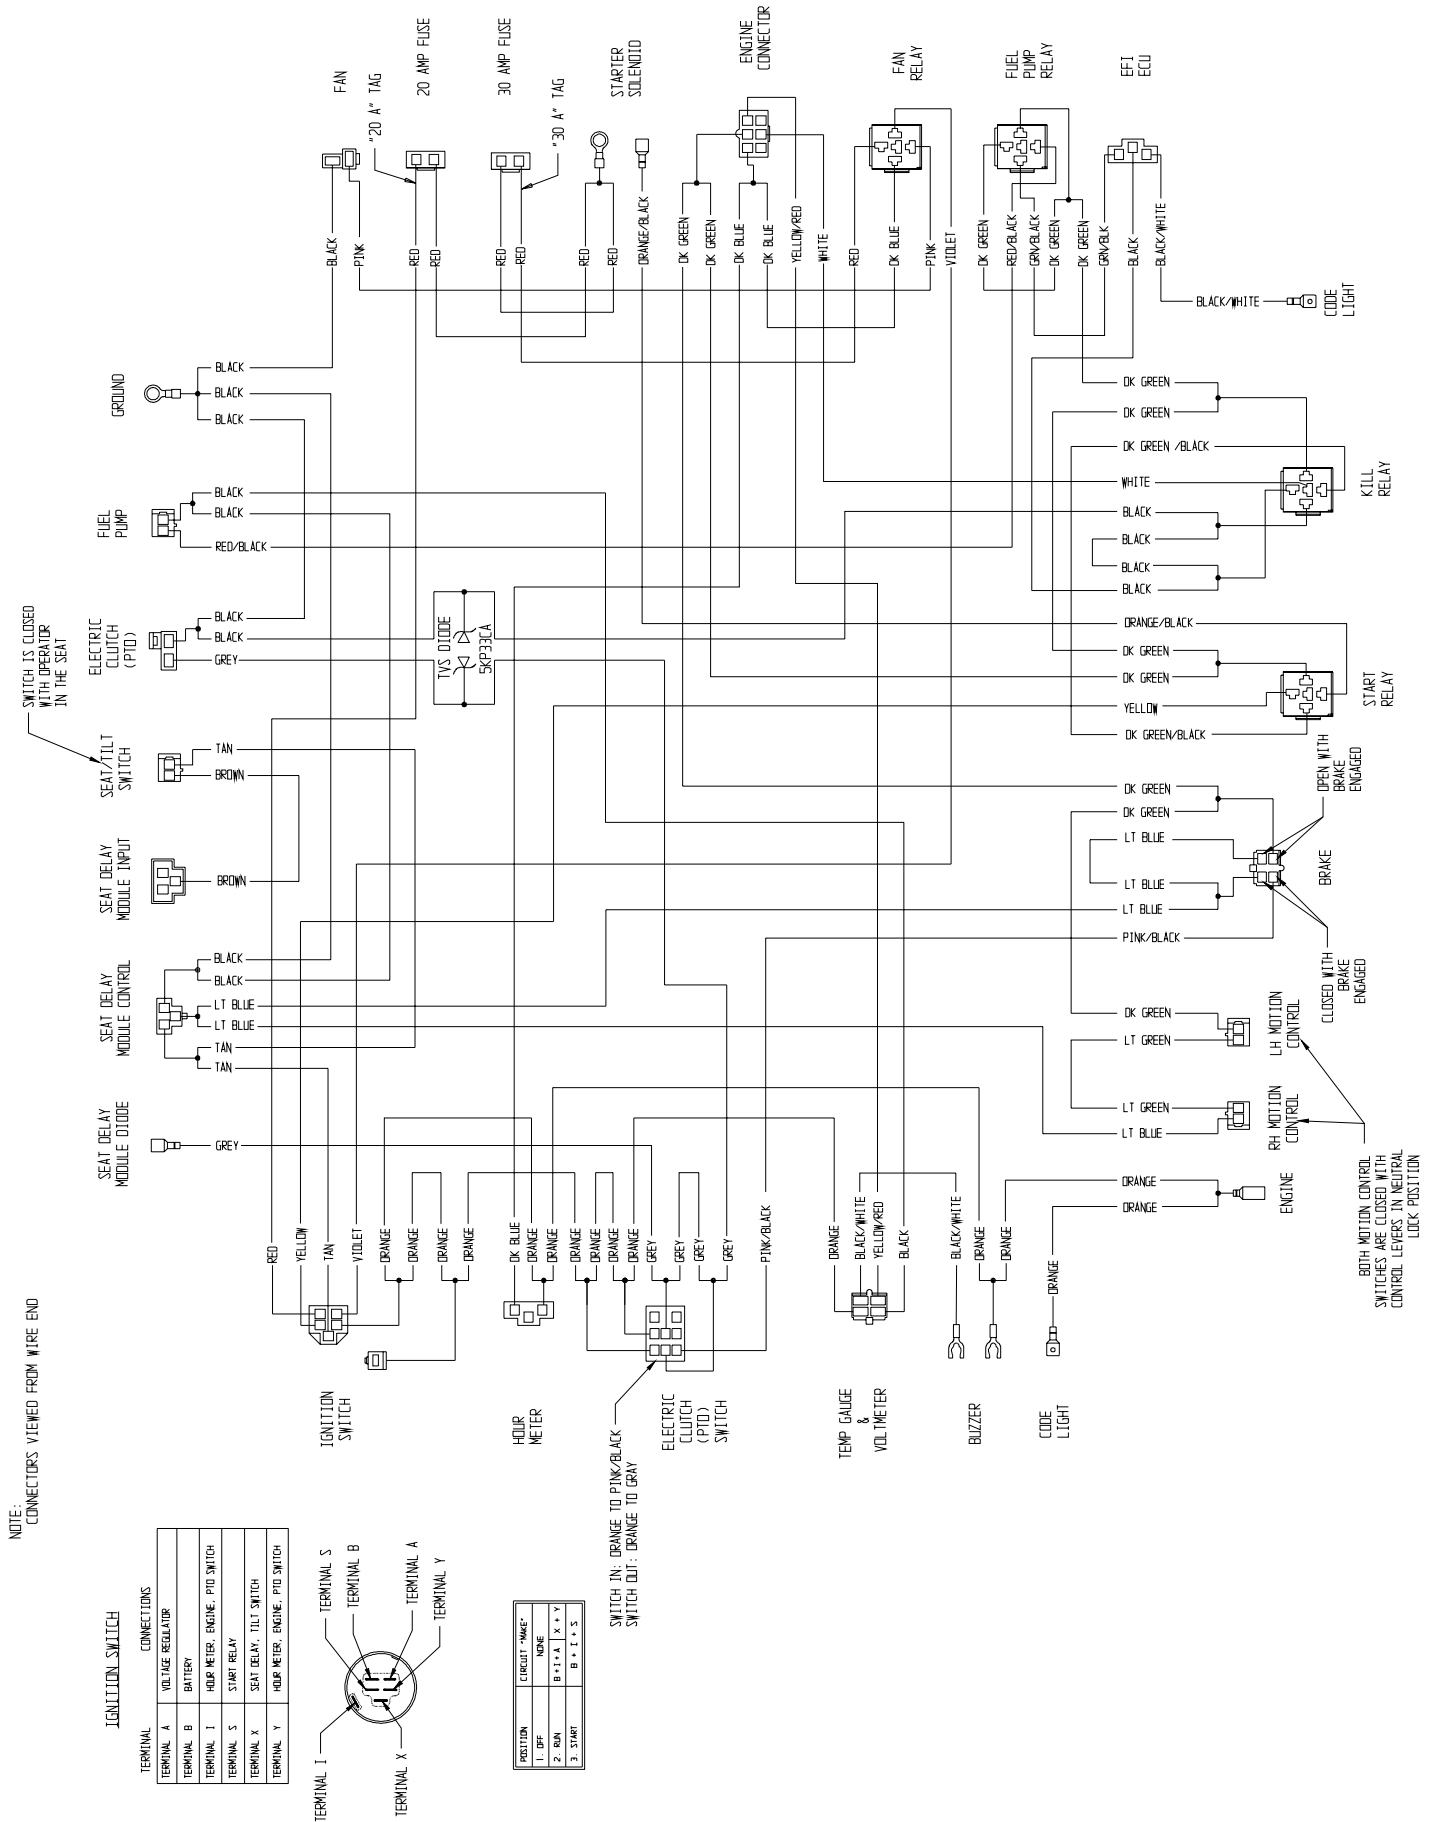 NOTE:
CONNECTORS VIEWED FROM WIRE END
IGNITION SWITCH
TERMINAL CONNECTIONS
TERMINAL A VOLTAGE REGULATOR
TERMINAL B BATTERY
TERMINAL I HOUR METER, ENGINE, PTO SWITCH
TERMINAL S START RELAY
TERMINAL X SEAT DELAY, TILT SWITCH
TERMINAL Y HOUR METER, ENGINE, PTO SWITCH
TERMINAL I
TERMINAL S
TERMINAL B
TERMINAL A
TERMINAL Y
TERMINAL X
POSITION CIRCUIT "MAKE"
1. OFF NONE
2. RUN B+I+A X+Y
3. START B+I+S
SWITCH IS CLOSED
WITH OPERATOR
IN THE SEAT
SEAT DELAY
MODULE DIODE
SEAT DELAY
MODULE CONTROL
SEAT DELAY
MODULE INPUT
SEAT/TILT
SWITCH
ELECTRIC
CLUTCH
(PTO)
FUEL
PUMP
GROUND
GREY
TAN
TAN
LT BLUE
LT BLUE
BLACK
BLACK
BROWN
BROWN
TAN
GREY
BLACK
BLACK
RED/BLACK
BLACK
BLACK
BLACK
BLACK
BLACK
TVS DIODE
5KP33CA
FAN
"20 A" TAG
20 AMP FUSE
30 AMP FUSE
"30 A" TAG
STARTER
SOLENOID
ENGINE
CONNECTOR
FAN
RELAY
FUEL
PUMP
RELAY
EFI
ECU
BLACK
PINK
RED
RED
RED
RED
RED
RED
ORANGE/BLACK
DK GREEN
DK GREEN
DK BLUE
DK BLUE
YELLOW/RED
WHITE
RED
DK BLUE
PINK
VIOLET
DK GREEN
RED/BLACK
GRN/BLACK
DK GREEN
DK GREEN
GRN/BLK
BLACK
BLACK/WHITE
BLACK/WHITE
CODE
LIGHT
DK GREEN
DK GREEN
DK GREEN /BLACK
WHITE
BLACK
BLACK
BLACK
BLACK
KILL
RELAY
ORANGE/BLACK
DK GREEN
DK GREEN
YELLOW
DK GREEN/BLACK
START
RELAY
OPEN WITH
BRAKE
ENGAGED
DK GREEN
DK GREEN
LT BLUE
LT BLUE
LT BLUE
PINK/BLACK
BRAKE
CLOSED WITH
BRAKE
ENGAGED
DK GREEN
LT GREEN
LH MOTION
CONTROL
LT GREEN
LT BLUE
RH MOTION
CONTROL
BOTH MOTION CONTROL
SWITCHES ARE CLOSED WITH
CONTROL LEVERS IN NEUTRAL
LOCK POSITION
ORANGE
ORANGE
ENGINE
RED
YELLOW
TAN
VIOLET
ORANGE
ORANGE
ORANGE
ORANGE
DK BLUE
ORANGE
ORANGE
ORANGE
ORANGE
ORANGE
ORANGE
GREY
GREY
GREY
GREY
PINK/BLACK
ORANGE
BLACK/WHITE
YELLOW/RED
BLACK
BLACK/WHITE
ORANGE
ORANGE
ORANGE
IGNITION
SWITCH
HOUR
METER
SWITCH IN: ORANGE TO PINK/BLACK
SWITCH OUT: ORANGE TO GRAY
ELECTRIC
CLUTCH
(PTO)
SWITCH
TEMP GAUGE
&
VOLTMETER
BUZZER
CODE
LIGHT